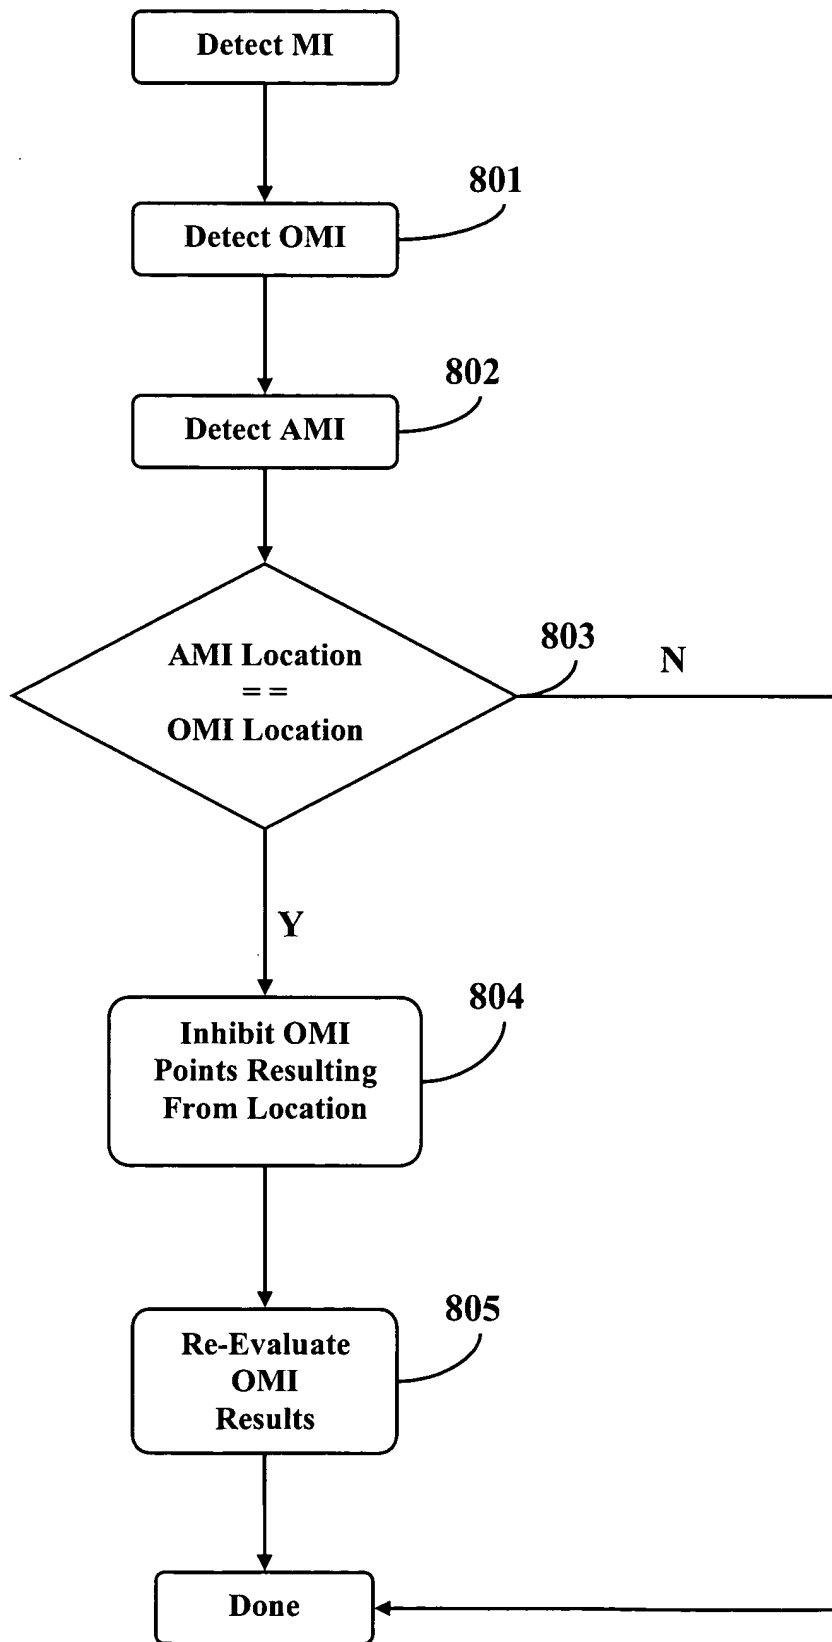 Detect MI
801
Detect OMI
802
Detect AMI
803
N
AMI Location
= =
OMI Location
Y
804
Inhibit OMI
Points Resulting
From Location
805
Re-Evaluate
OMI
Results
Done